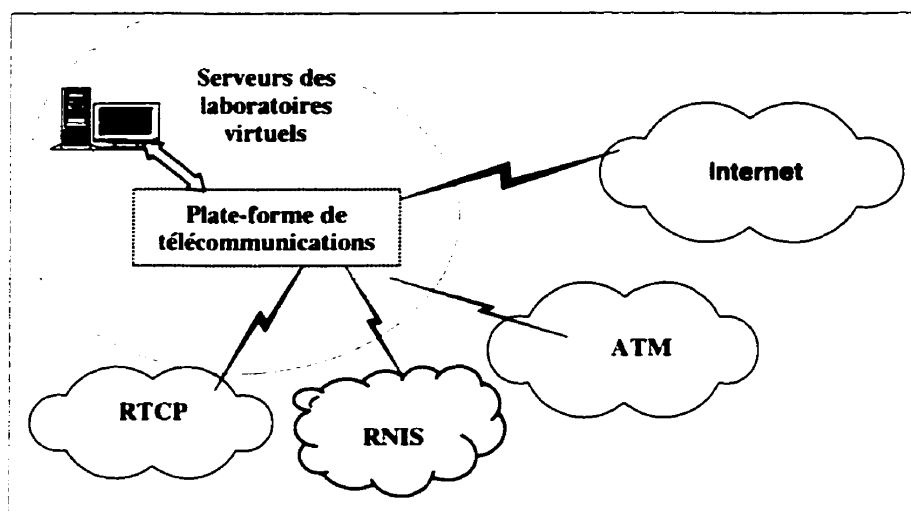 Serveurs des
laboratoires
virtuels
Internet
Plate-forme de
télécommunications
ATM
RTCP
RNIS